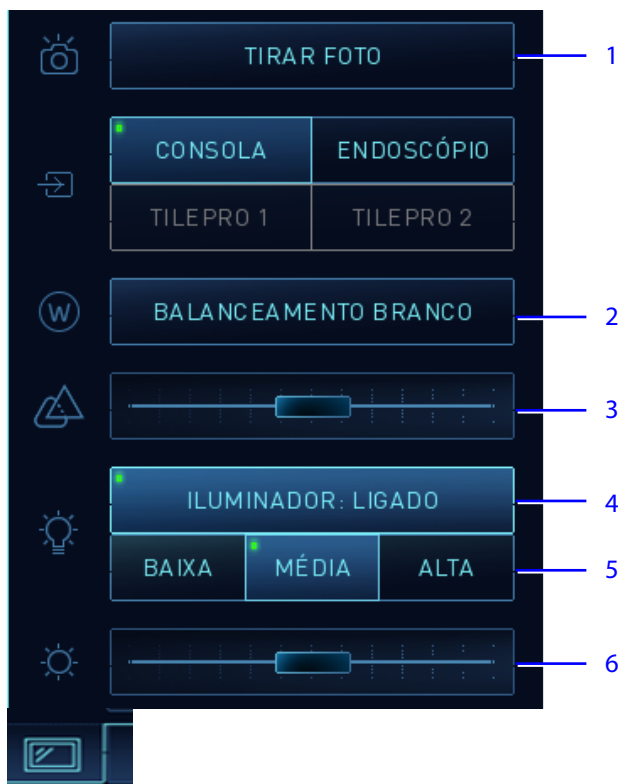 TIRAR FOTO 1
CONSOLA ENDOSCÓPIO
TILEPRO 1 TILEPRO 2
W BALANCEAMENTO BRANCO 2
3
ILUMINADOR: LIGADO 4
BAIXA MÉDIA ALTA 5
6